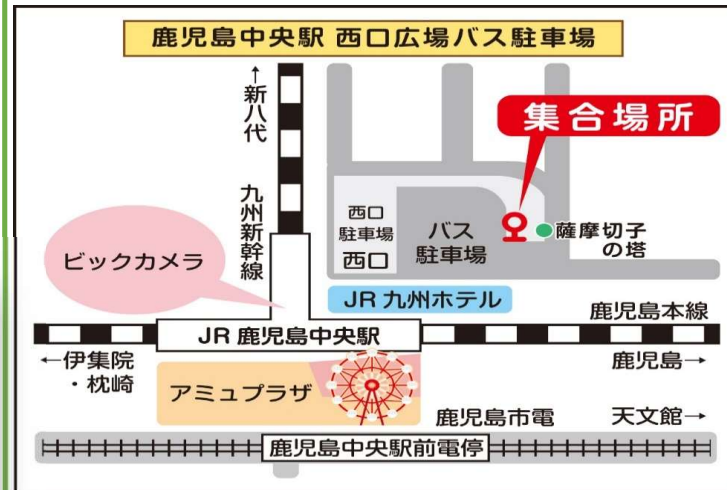 鹿児島中央駅 西口広場バス駐車場
←新八代
九州新幹線
集合場所
西口
駐車場
西口
バス
駐車場
薩摩切子
の塔
ビックカメラ
JR 九州ホテル
鹿児島本線
JR 鹿児島中央駅
←伊集院
・枕崎
鹿児島→
アミュプラザ
鹿児島市電
天文館→
鹿児島中央駅前電停